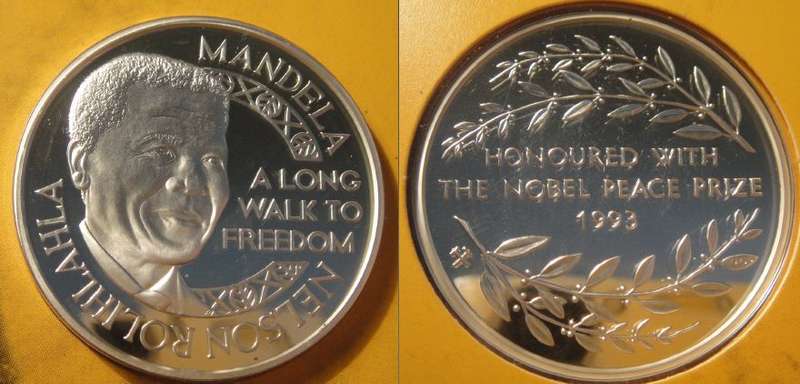 NELSON ROLIHLAHLA MANDELA
A LONG
WALK TO
FREEDOM
HONOURED WITH
THE NOBEL PEACE PRIZE
1993